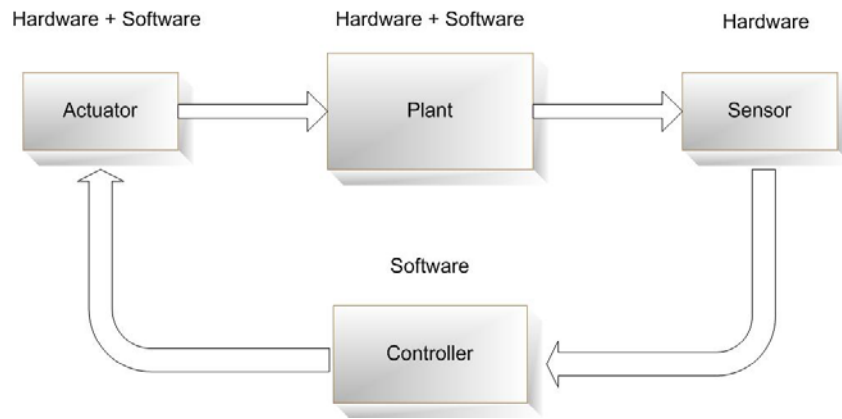 Hardware + Software
Hardware + Software
Hardware
Actuator
Plant
Sensor
Software
Controller